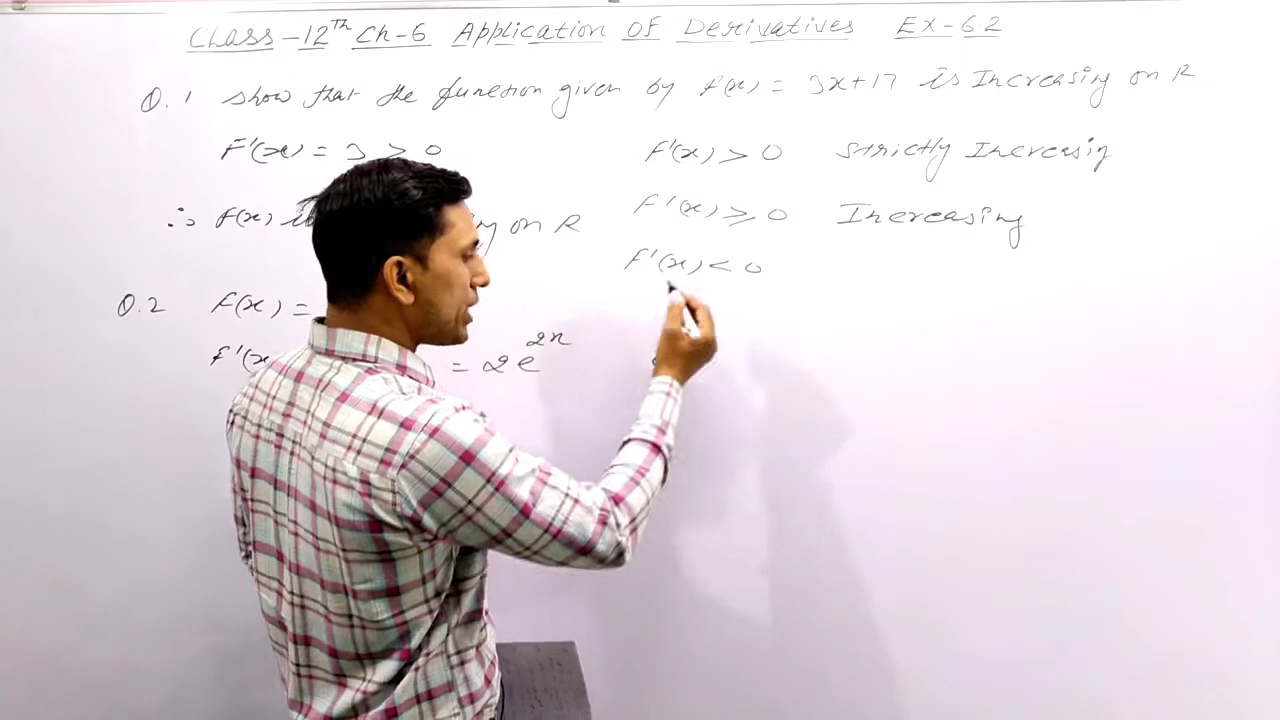 Class-12th Ch-6 Application of Derivatives Ex-6.2
Q.1 show that the function given by f(x) = 3x+17 is Increasing on R
F'(x) = 3 > 0
∴ f(x) on R
Q.2 f(x) =
f'(x = 2e^2x
F'(x) > 0 Strictly Increasing
F'(x) ≥ 0 Increasing
F'(x) < 0